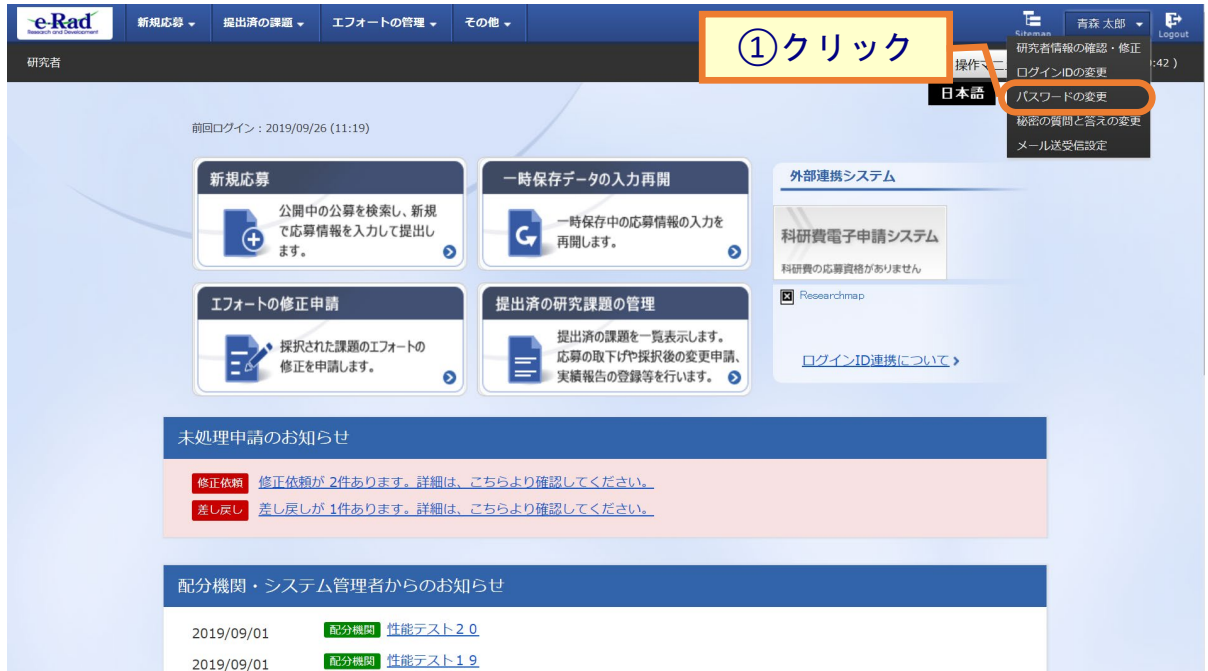 e-Rad
Research and Development
新規応募
提出済の課題
エフォートの管理
その他
Sitemap
青森 太郎
Logout
研究者
①クリック
操作マニ
:42 )
日本語
研究者情報の確認・修正
ログインIDの変更
パスワードの変更
秘密の質問と答えの変更
メール送受信設定
前回ログイン：2019/09/26 (11:19)
新規応募
公開中の公募を検索し、新規
で応募情報を入力して提出し
ます。
一時保存データの入力再開
一時保存中の応募情報の入力を
再開します。
エフォートの修正申請
採択された課題のエフォートの
修正を申請します。
提出済の研究課題の管理
提出済の課題を一覧表示します。
応募の取下げや採択後の変更申請、
実績報告の登録等を行います。
外部連携システム
科研費電子申請システム
科研費の応募資格がありません
Researchmap
ログインID連携について
未処理申請のお知らせ
修正依頼 修正依頼が 2件あります。詳細は、こちらより確認してください。
差し戻し 差し戻しが 1件あります。詳細は、こちらより確認してください。
配分機関・システム管理者からのお知らせ
2019/09/01 配分機関 性能テスト２０
2019/09/01 配分機関 性能テスト１９